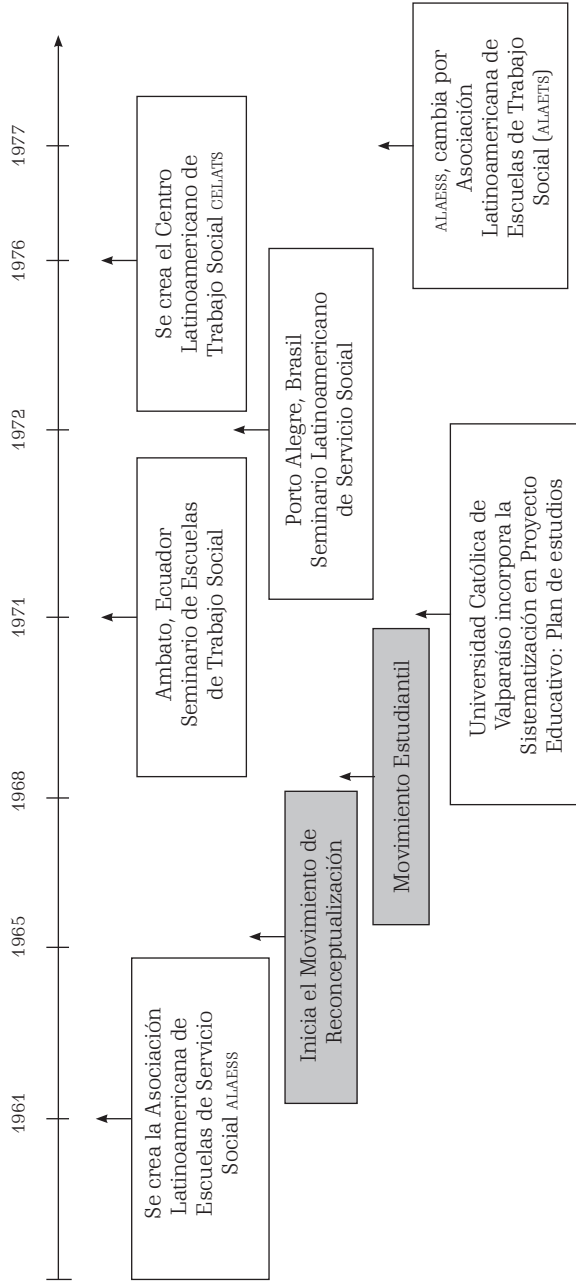 1961
1965
1968
1971
1972
1976
1977
Se crea la Asociación
Latinoamericana de
Escuelas de Servicio
Social ALAESS
Inicia el Movimiento de
Reconceptualización
Movimiento Estudiantil
Ambato, Ecuador
Seminario de Escuelas
de Trabajo Social
Universidad Católica de
Valparaíso incorpora la
Sistematización en Proyecto
Educativo: Plan de estudios
Porto Alegre, Brasil
Seminario Latinoamericano
de Servicio Social
Se crea el Centro
Latinoamericano de
Trabajo Social CELATS
ALAESS, cambia por
Asociación
Latinoamericana de
Escuelas de Trabajo
Social (ALAETS)